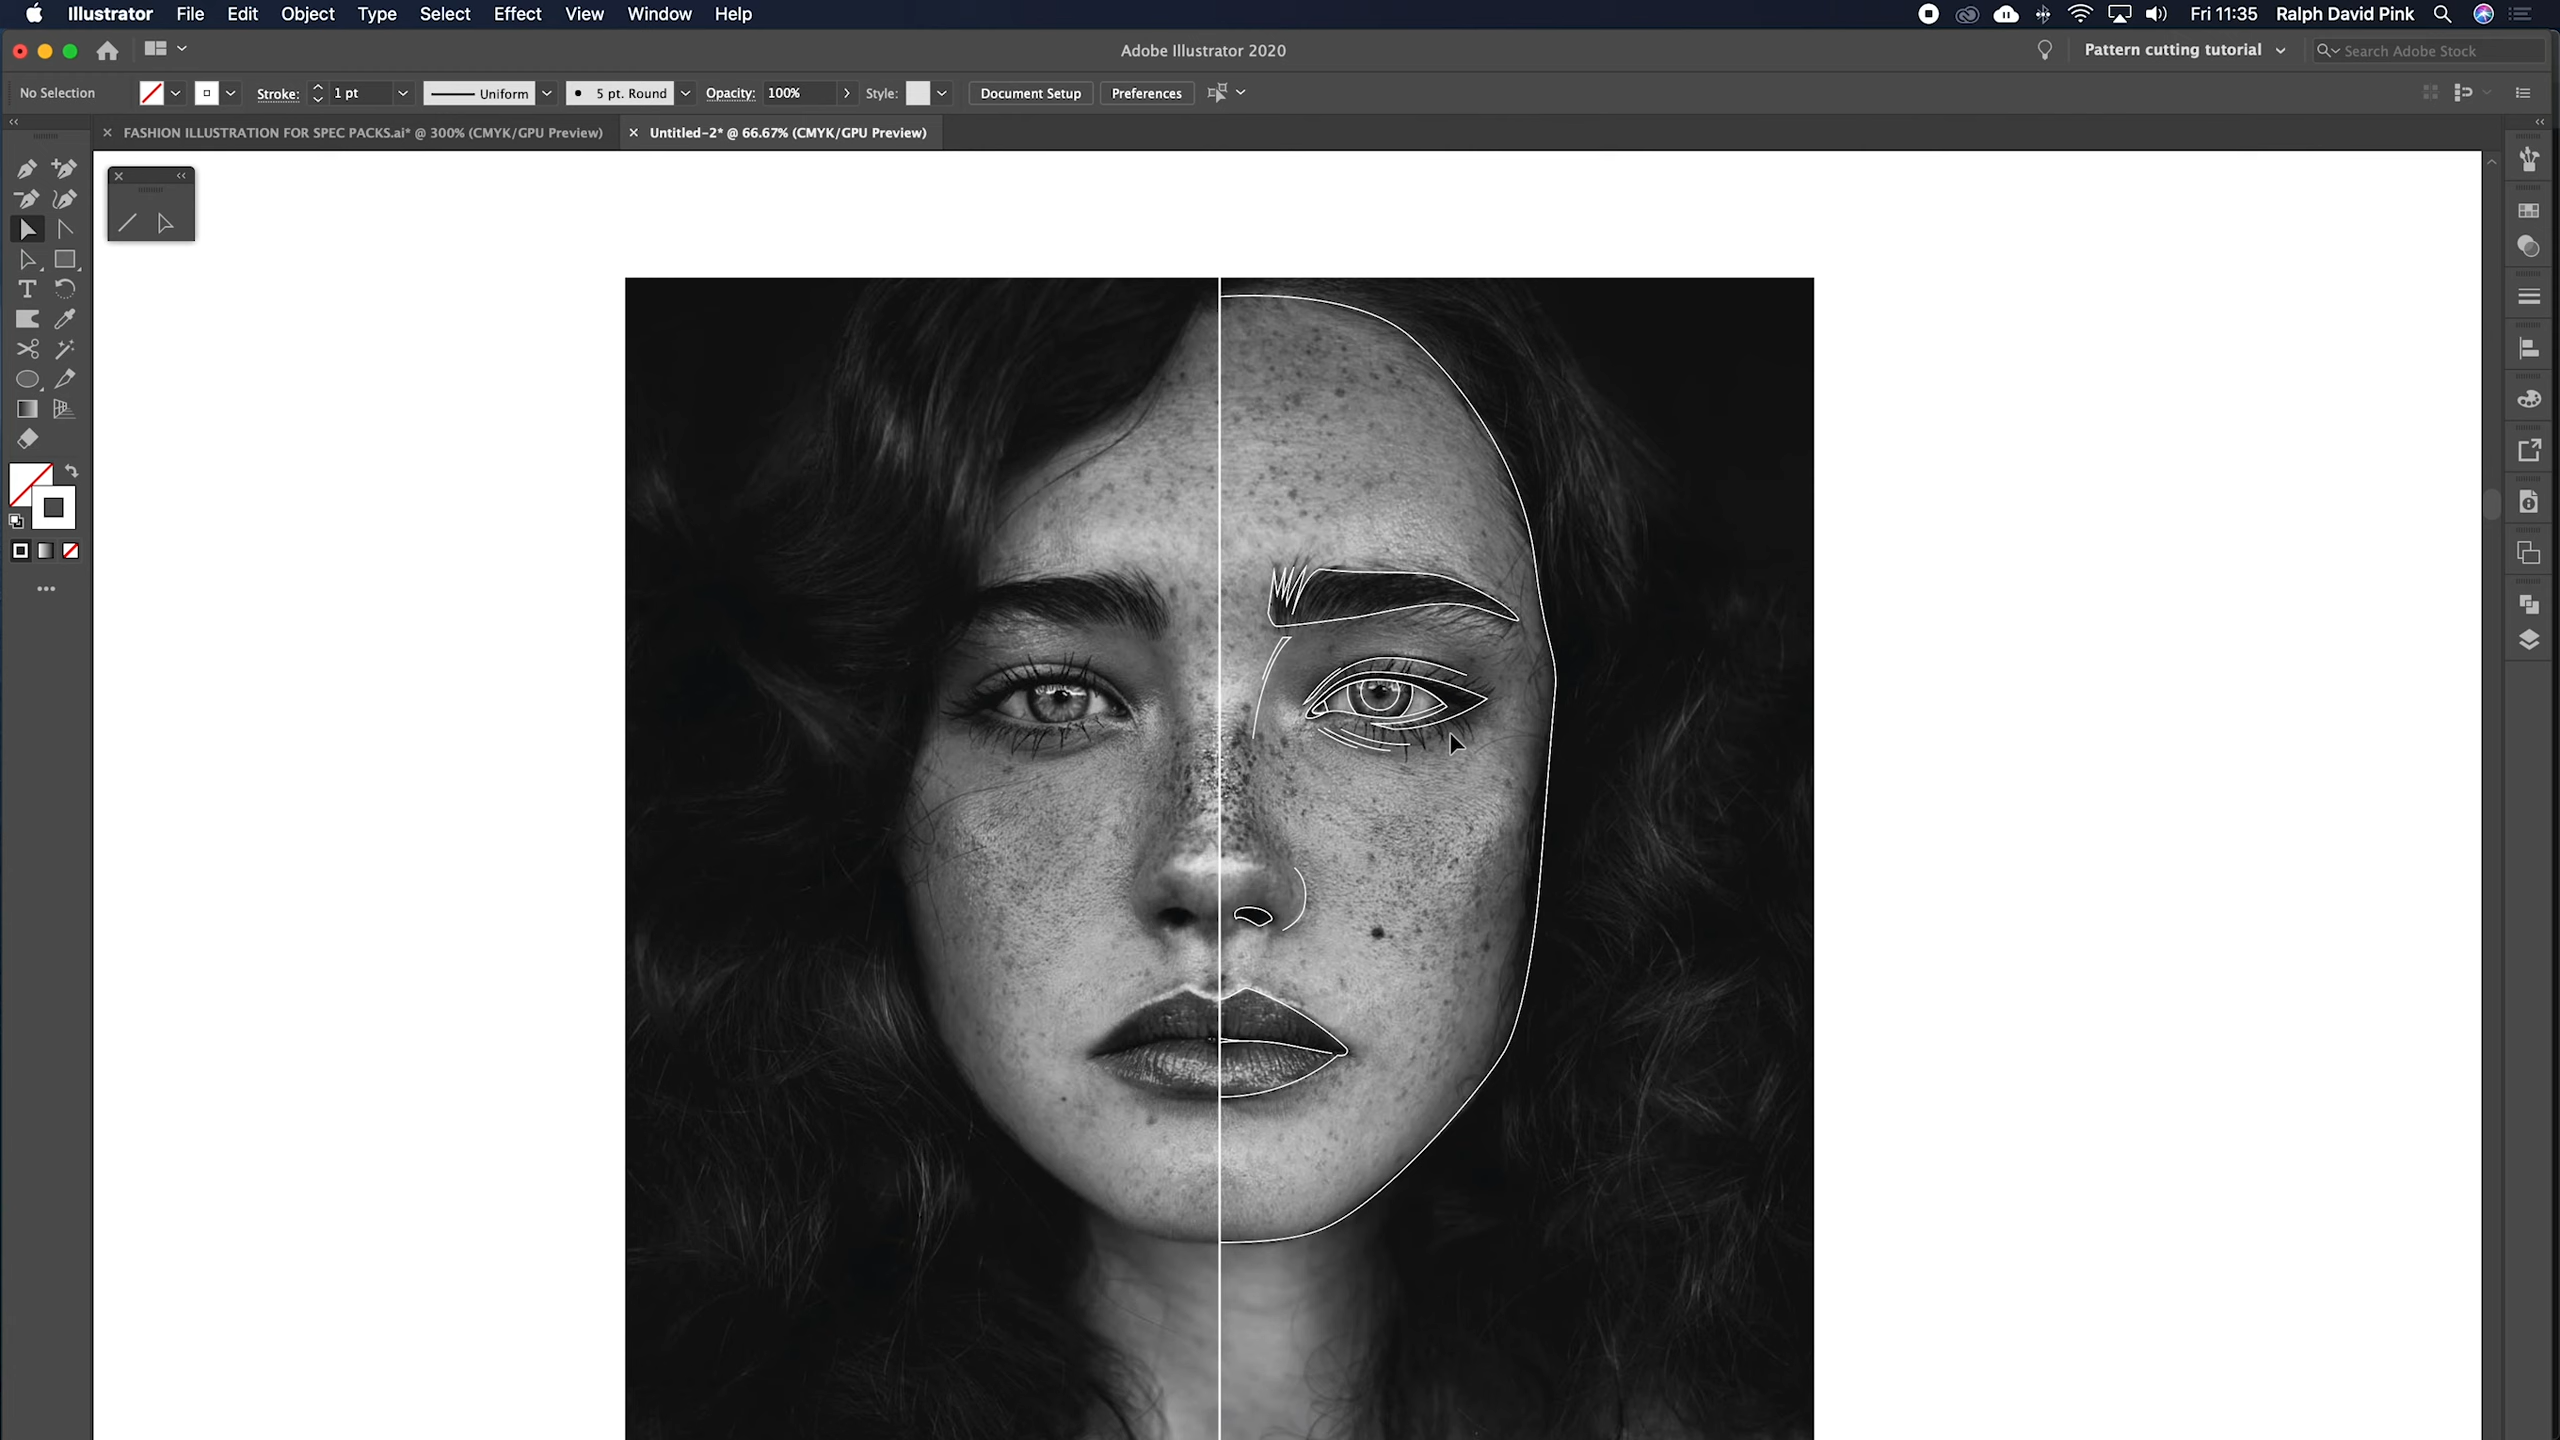 Illustrator File Edit Object Type Select Effect View Window Help Fri 11:35 Ralph David Pink
Adobe Illustrator 2020 Pattern cutting tutorial Search Adobe Stock
No Selection Stroke: 1 pt Uniform 5 pt. Round Opacity: 100% Style: Document Setup Preferences
FASHION ILLUSTRATION FOR SPEC PACKS.ai* @ 300% (CMYK/GPU Preview) Untitled-2* @ 66.67% (CMYK/GPU Preview)